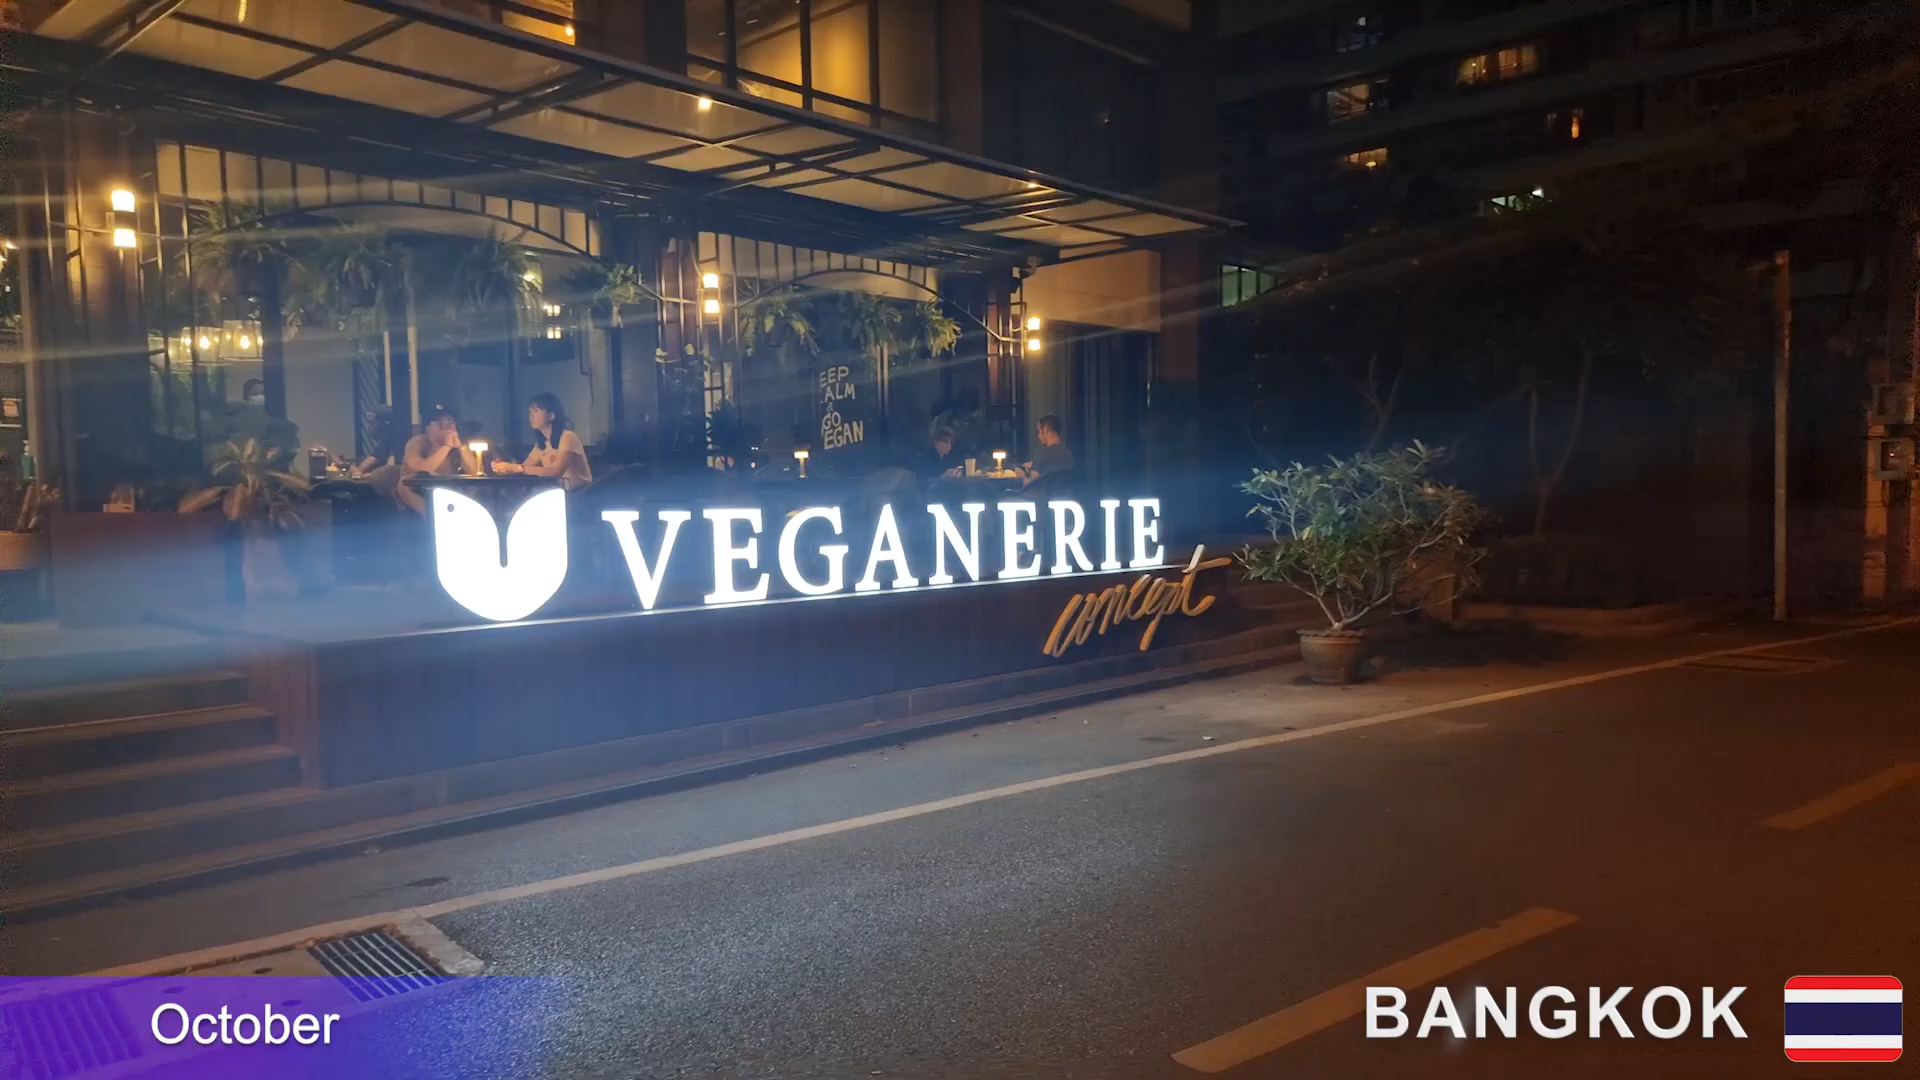 EEP
ALM
&
GO
EGAN
VEGANERIE
concept
October
BANGKOK